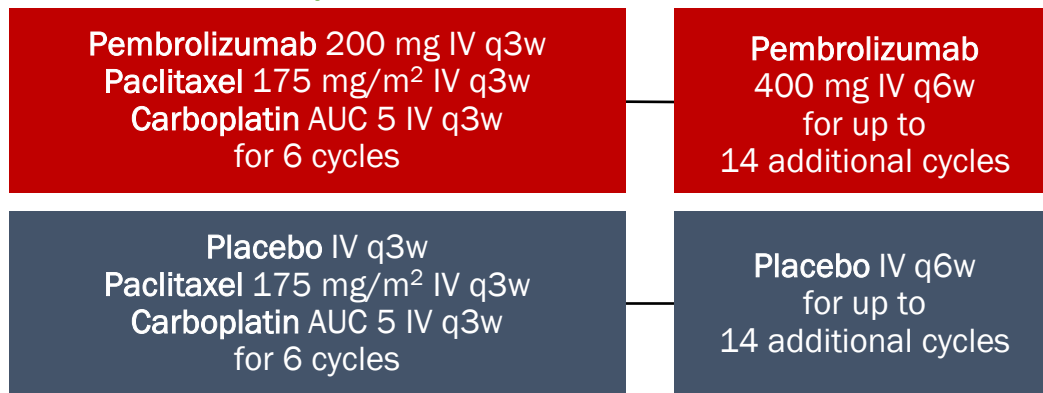 Pembrolizumab 200 mg IV q3w
Paclitaxel 175 mg/m² IV q3w
Carboplatin AUC 5 IV q3w
for 6 cycles
Pembrolizumab
400 mg IV q6w
for up to
14 additional cycles
Placebo IV q3w
Paclitaxel 175 mg/m² IV q3w
Carboplatin AUC 5 IV q3w
for 6 cycles
Placebo IV q6w
for up to
14 additional cycles